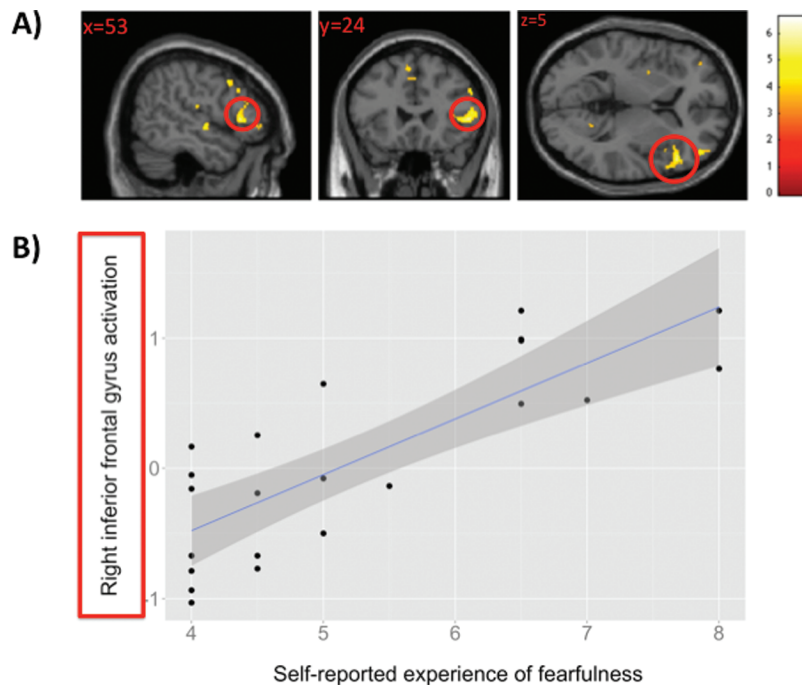 A)
x=53
y=24
z=5
6
5
4
3
2
1
0
B)
Right inferior frontal gyrus activation
1
0
-1
4
5
6
7
8
Self-reported experience of fearfulness